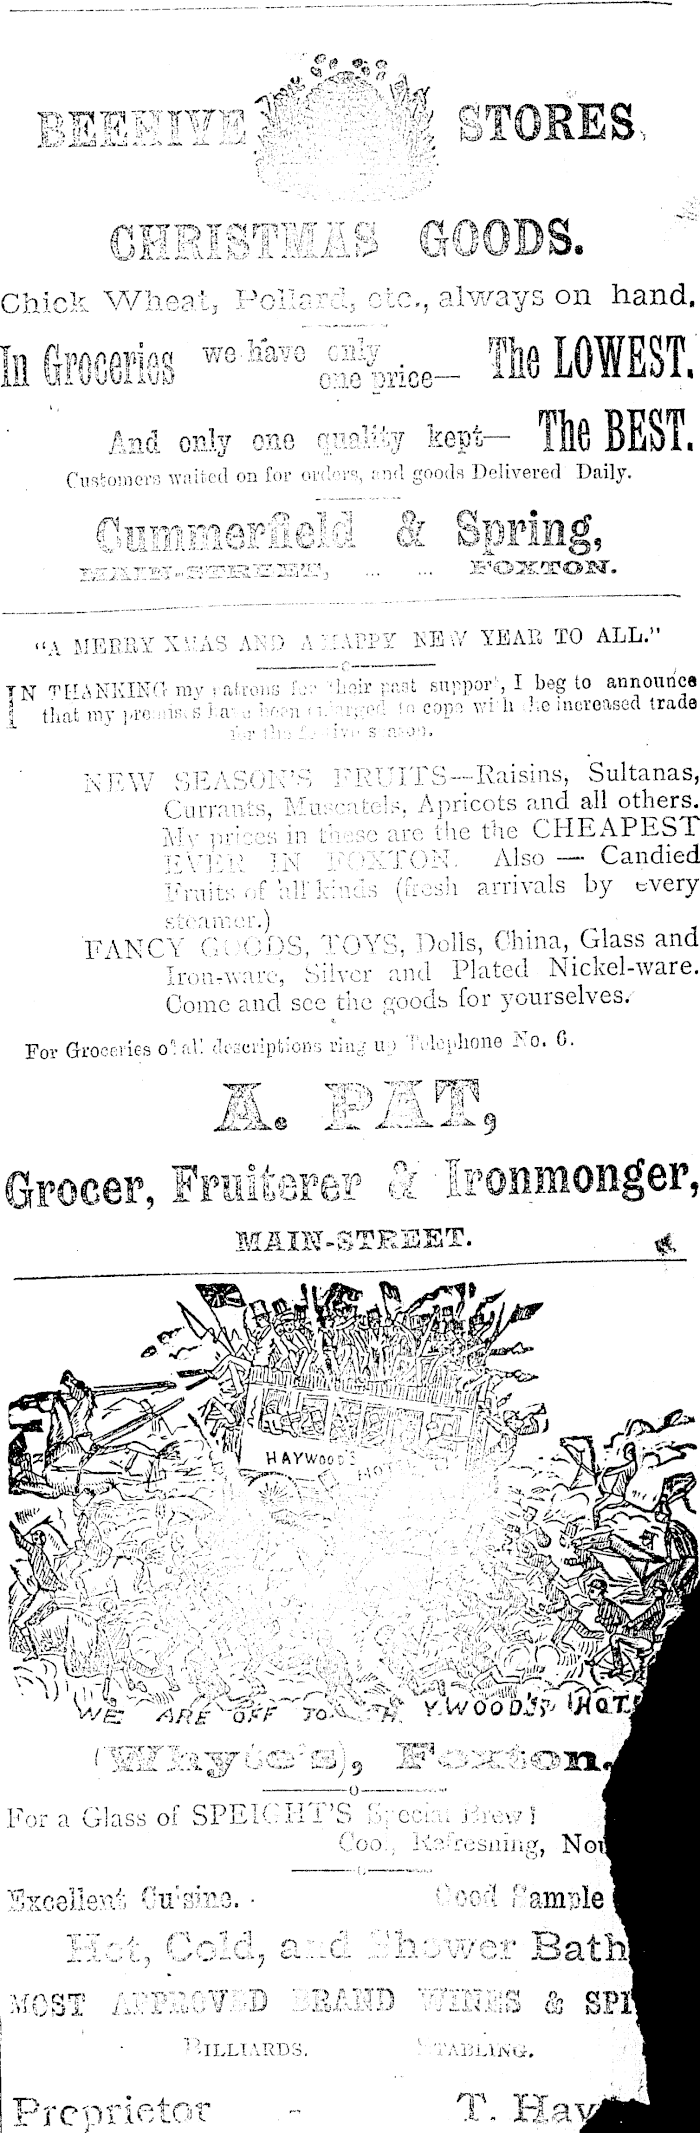 BEEHIVE STORES,
CHRISTMAS GOODS.
Chick Wheat, Pollard, etc., always on hand.
In Groceries we have only one price— The LOWEST.
And only one quality kept— The BEST.
Customers waited on for orders, and goods Delivered Daily.
Cummerfield & Spring,
MAIN-STREET, ... ... FOXTON.
"A MERRY XMAS AND A HAPPY NEW YEAR TO ALL."
IN THANKING my patrons for their past support, I beg to announce
that my premises have been enlarged to cope with the increased trade
for the festive season.
NEW SEASON'S FRUITS—Raisins, Sultanas,
Currants, Muscatels, Apricots and all others.
My prices in these are the the CHEAPEST
EVER IN FOXTON. Also — Candied
Fruits of all kinds (fresh arrivals by every
steamer.)
FANCY GOODS, TOYS, Dolls, China, Glass and
Iron-ware, Silver and Plated Nickel-ware.
Come and see the goods for yourselves.
For Groceries of all descriptions ring up Telephone No. 6.
A. PAT,
Grocer, Fruiterer & Ironmonger,
MAIN-STREET.
HAYWOOD'S HOTEL
WE ARE OFF TO H YWOOD'S HOT
(Whyte's), Foxton.
For a Glass of SPEIGHT'S Special Brew!
Coo., Refreshing, Nou
Excellent Cuisine. Good Sample
Hot, Cold, and Shower Bath
MOST APPROVED BRAND WINES & SPI
BILLIARDS. STABLING.
Proprietor - T. Hay